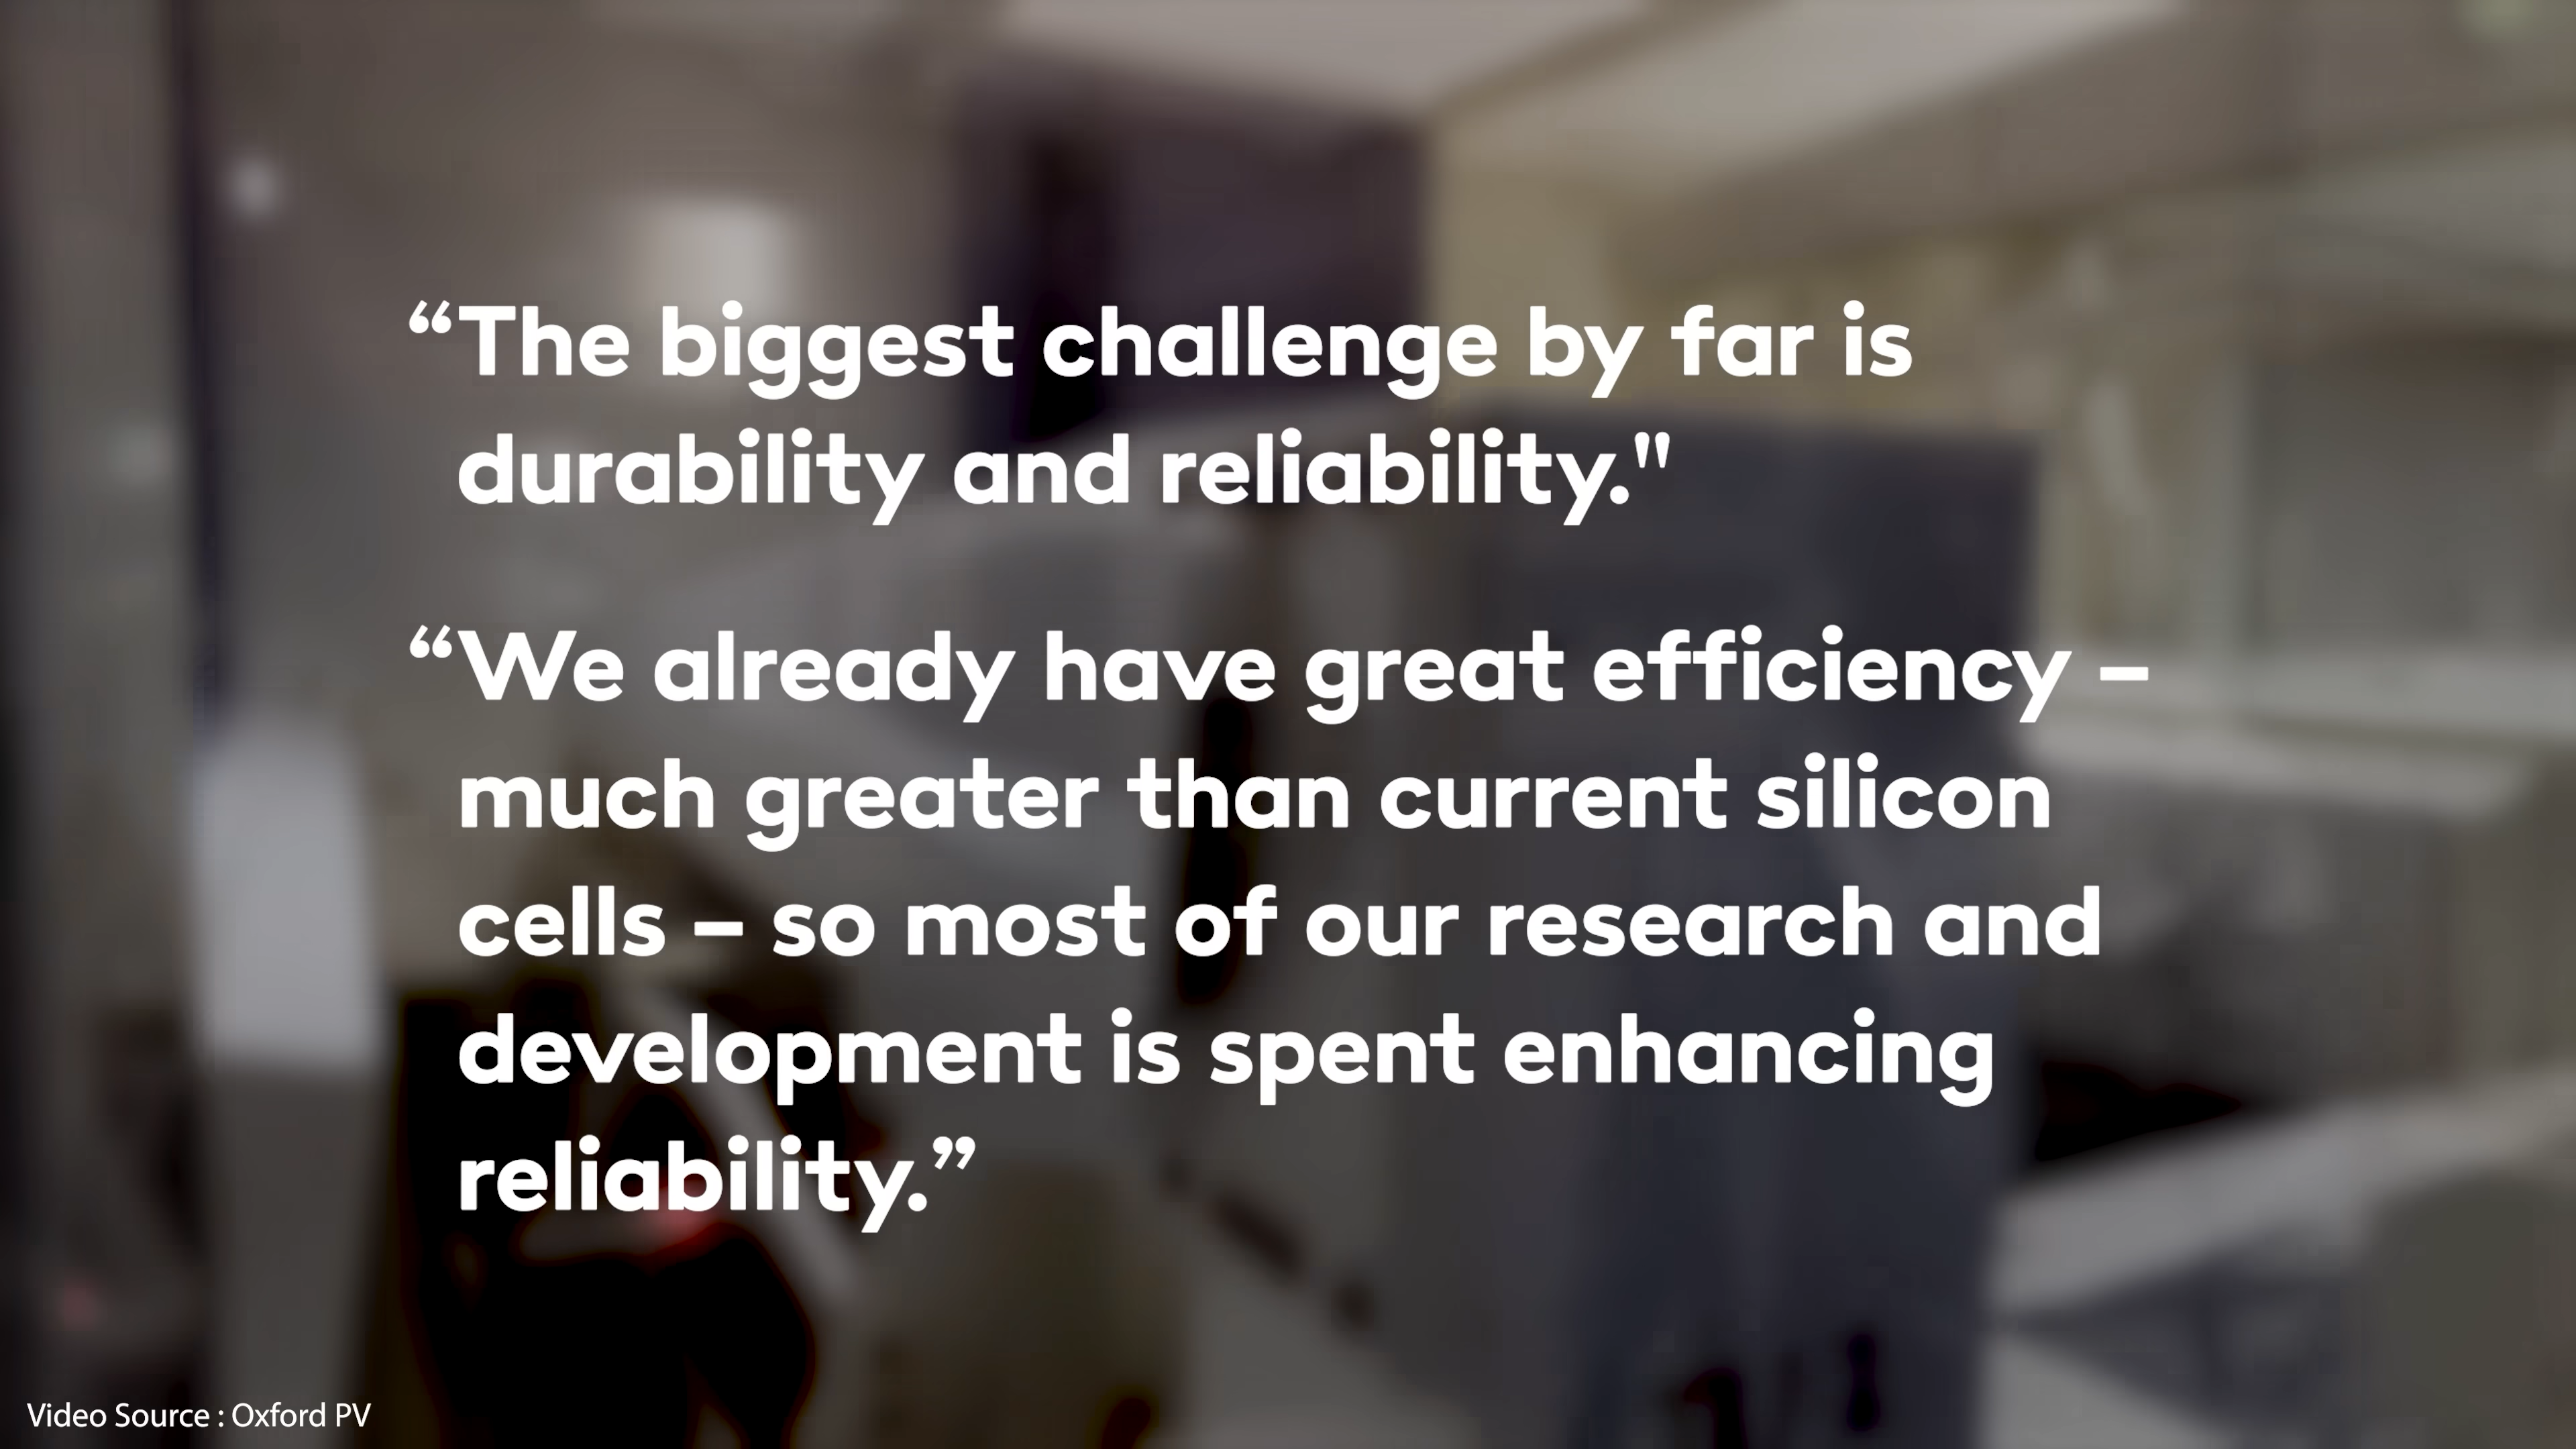 “The biggest challenge by far is
durability and reliability."
“We already have great efficiency –
much greater than current silicon
cells – so most of our research and
development is spent enhancing
reliability.”
Video Source : Oxford PV